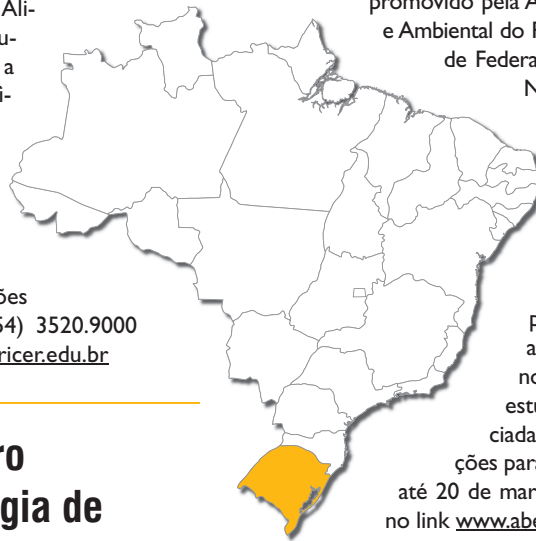 Ali-
u-
a
i-
ões
54) 3520.9000
ricer.edu.br
ro
gia de
promovido pela A
e Ambiental do
de Federa
N
p
a
no
estu
ciada
ções para
até 20 de mar
no link www.abe